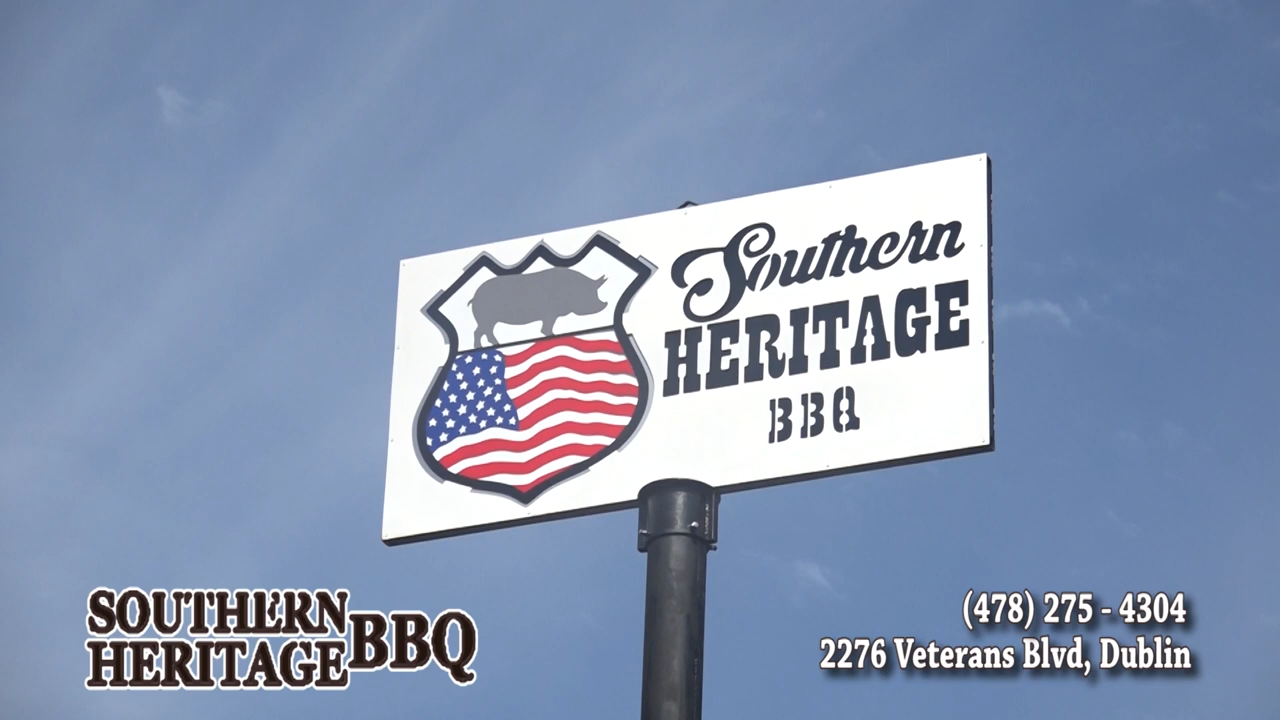 Southern
HERITAGE
BBQ
SOUTHERN
HERITAGE BBQ
(478) 275 - 4304
2276 Veterans Blvd, Dublin